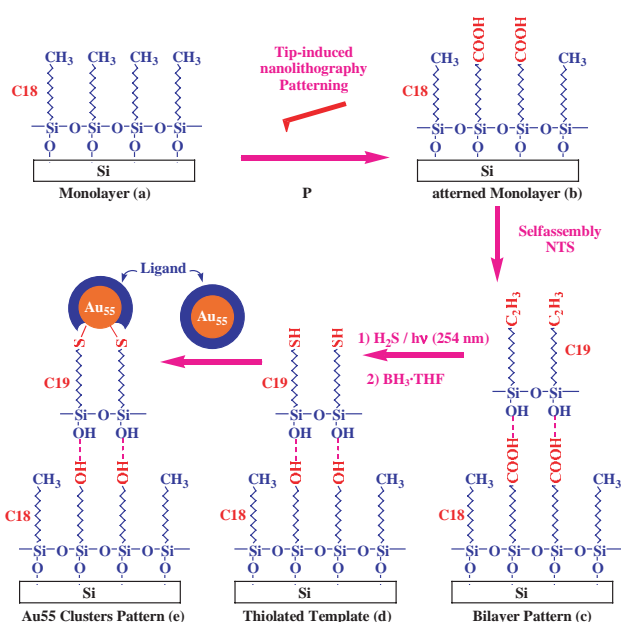 CH₃ CH₃ CH₃ CH₃
C18
Si O Si O Si O Si
O O O O
Si
Monolayer (a)
Tip-induced
nanolithography
Patterning
P
COOH COOH
CH₃ CH₃
C18
Si O Si O Si O Si
O O O O
Si
atterned Monolayer (b)
Selfassembly
NTS
C₂H₃ C₂H₃
C19
Si O Si
OH OH
COOH COOH
CH₃ CH₃
C18
Si O Si O Si O Si
O O O O
Si
Bilayer Pattern (c)
1) H₂S / hν (254 nm)
2) BH₃·THF
SH SH
C19
Si O Si
OH OH
OH OH
CH₃ CH₃
C18
Si O Si O Si O Si
O O O O
Si
Thiolated Template (d)
Ligand
Au₅₅ Au₅₅
S S
C19
Si O Si
OH OH
OH OH
CH₃ CH₃
C18
Si O Si O Si O Si
O O O O
Si
Au55 Clusters Pattern (e)